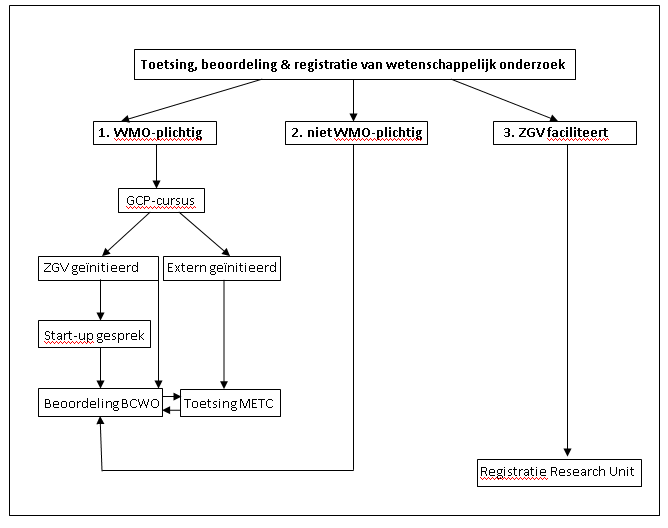 Toetsing, beoordeling & registratie van wetenschappelijk onderzoek
1. WMO-plichtig
2. niet WMO-plichtig
3. ZGV faciliteert
GCP-cursus
ZGV geïnitieerd
Extern geïnitieerd
Start-up gesprek
Beoordeling BCWO
Toetsing METC
Registratie Research Unit